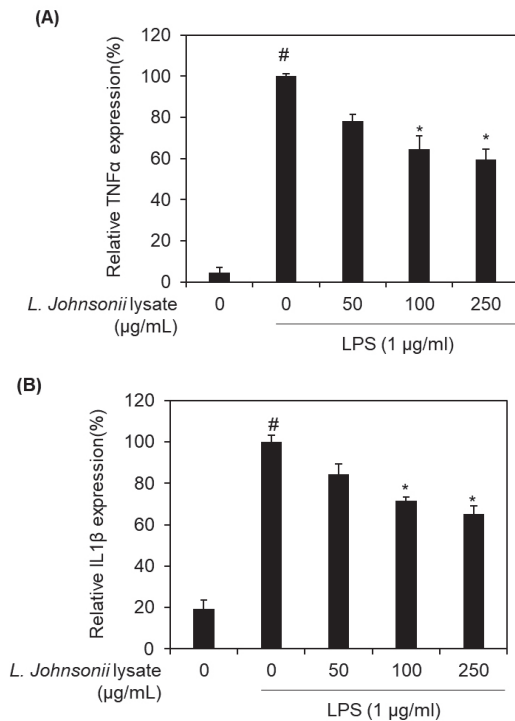 (A)
Relative TNFα expression(%)
120
100
80
60
40
20
0
#
*
*
L. Johnsonii lysate
(µg/mL)
0 0 50 100 250
LPS (1 µg/ml)
(B)
Relative IL1β expression(%)
120
100
80
60
40
20
0
#
*
*
L. Johnsonii lysate
(µg/mL)
0 0 50 100 250
LPS (1 µg/ml)